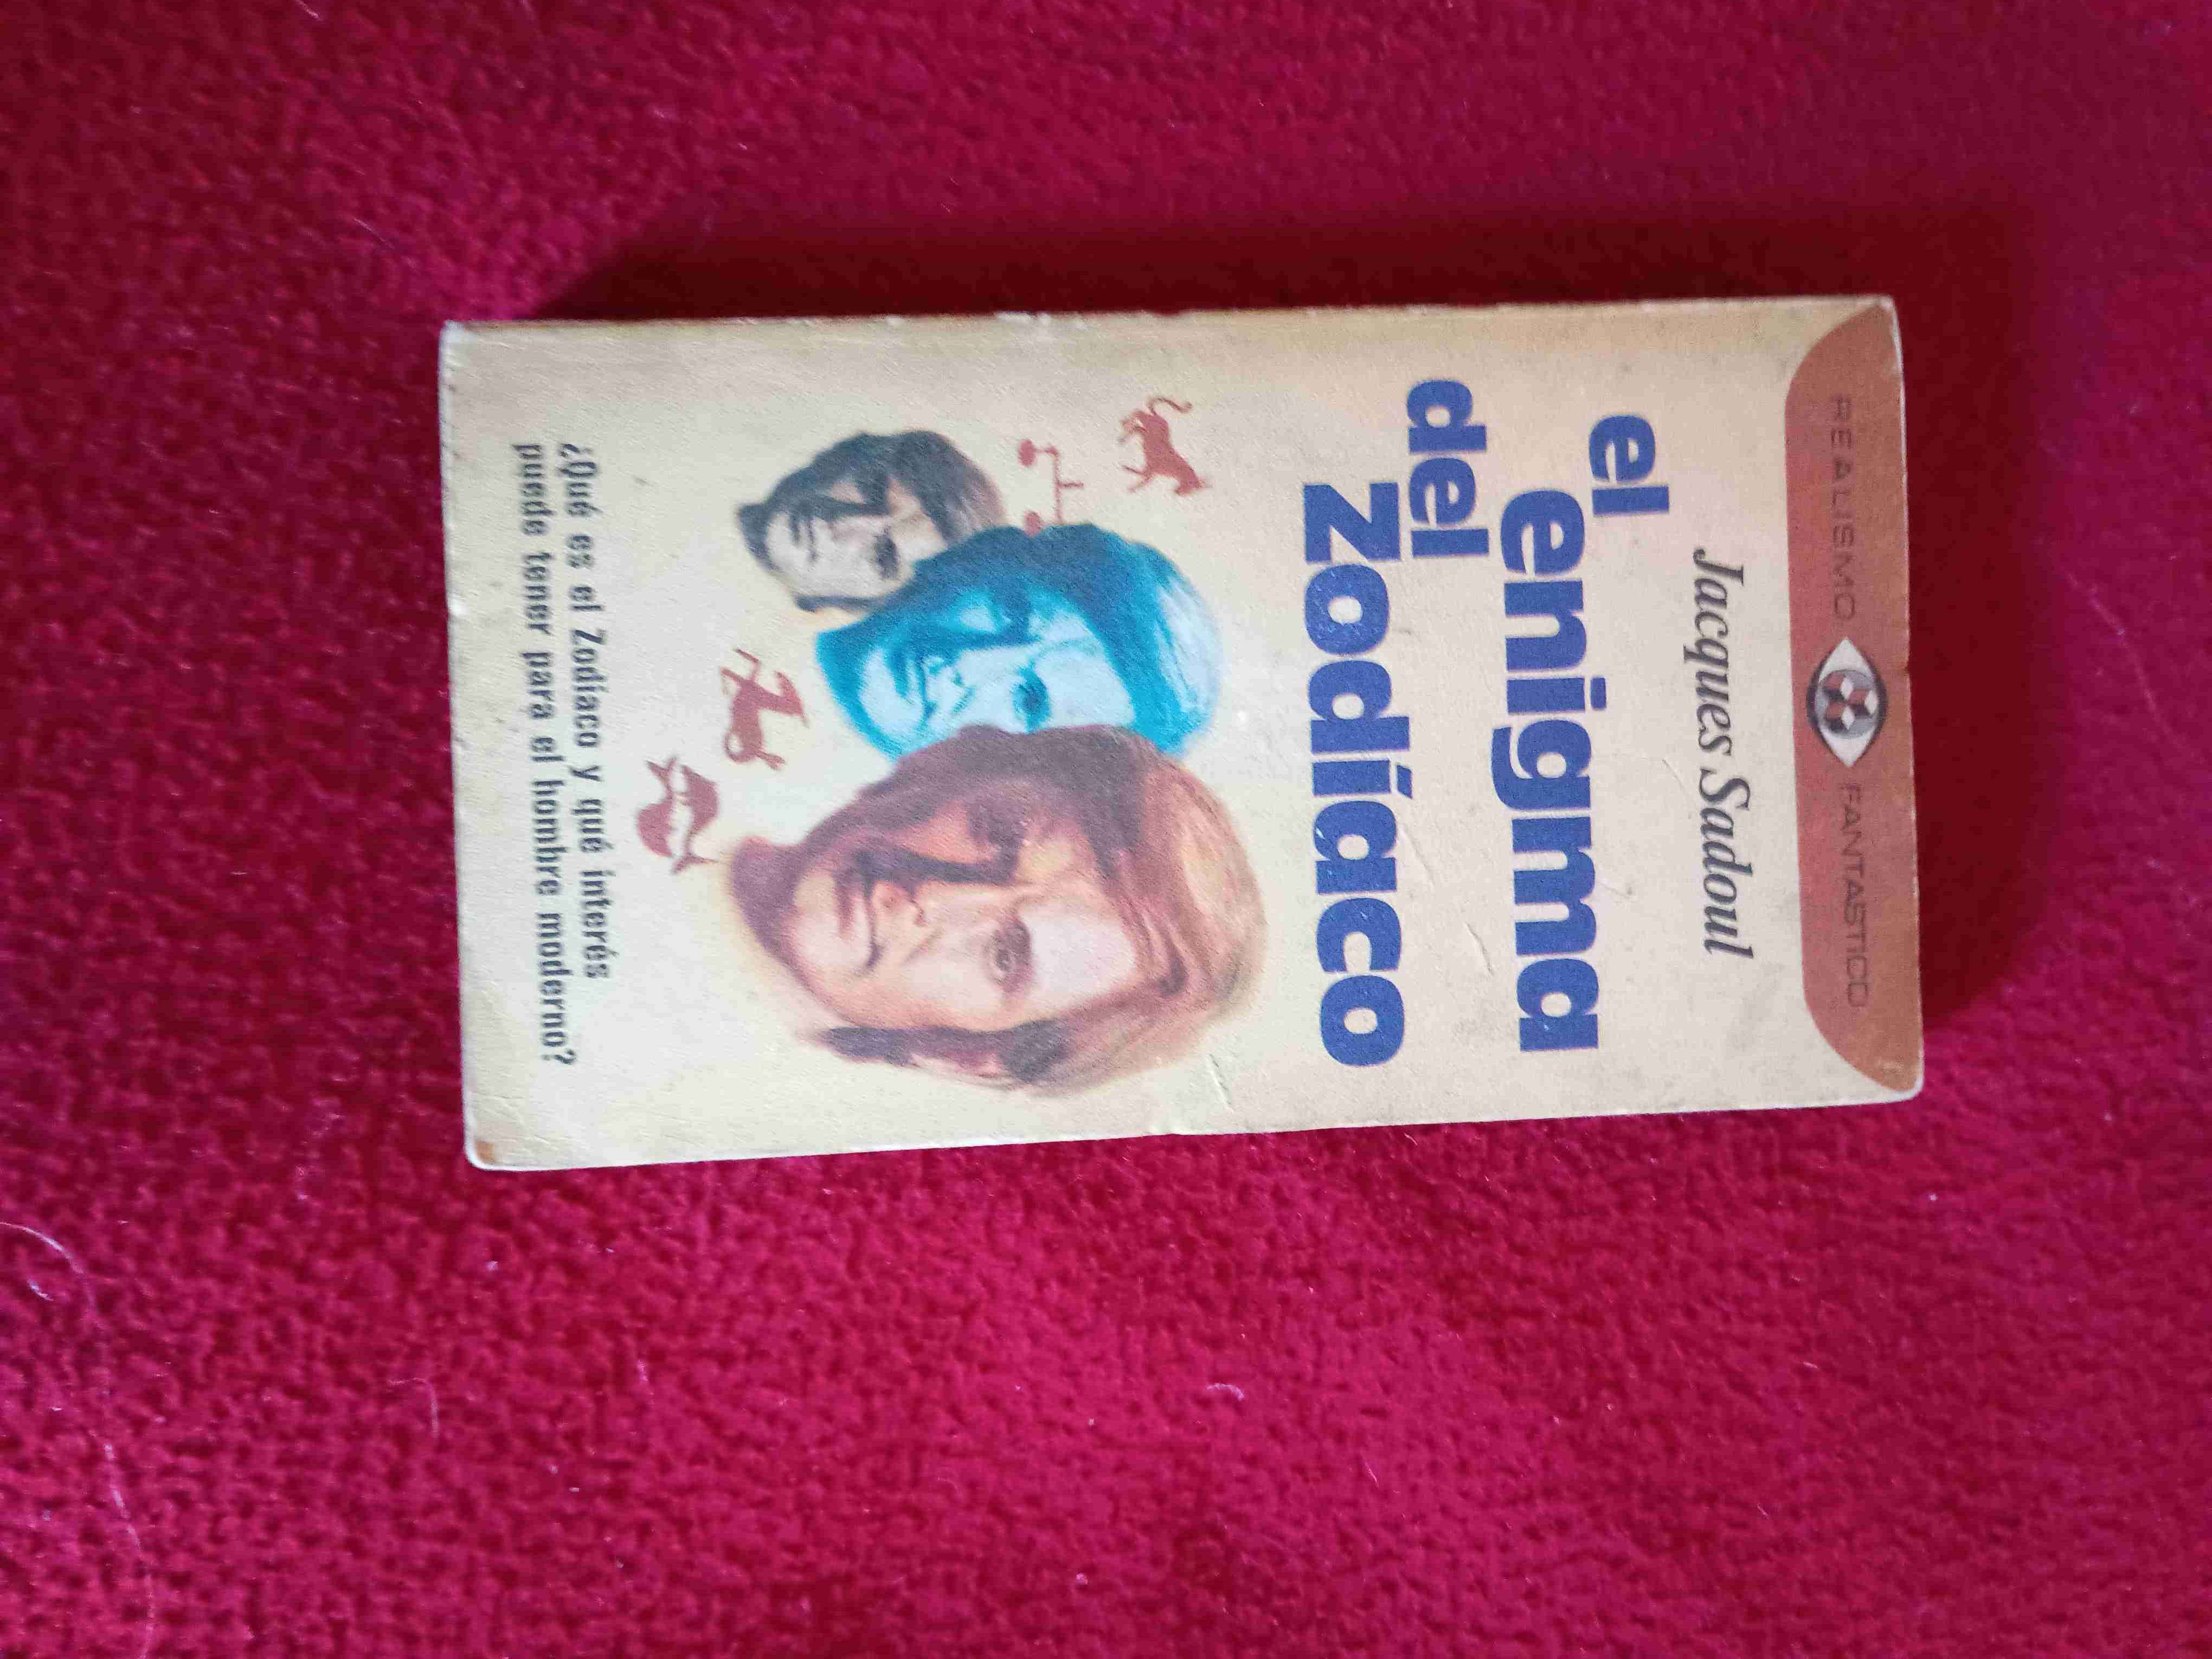 REALISMO FANTASTICO
Jacques Sadoul
el
enigma
del
Zodíaco
¿Qué es el Zodíaco y qué interés
puede tener para el hombre moderno?